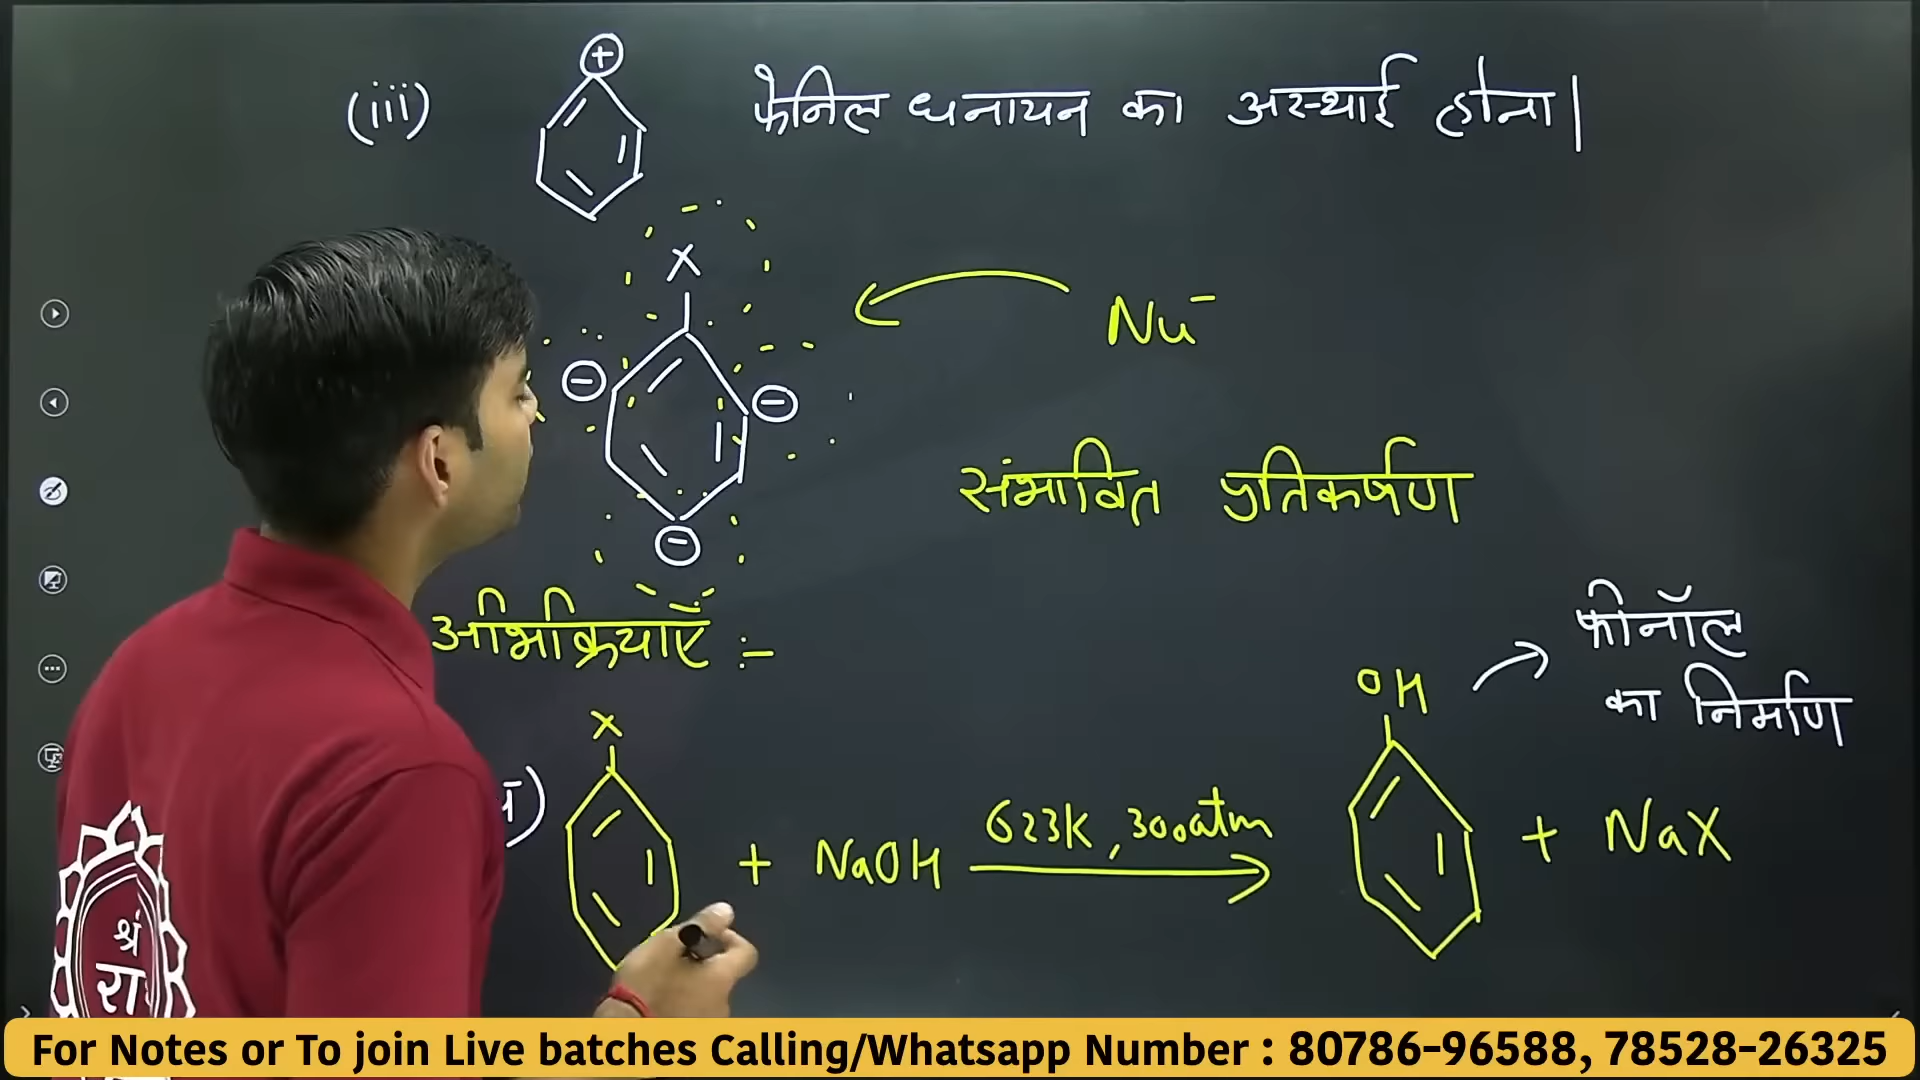 (iii) + फेनिल धनायन का अस्थाई होना|
X
Nu⁻
⊖ ⊖
संभावित प्रतिकर्षण
⊖
अभिक्रियाएँ :-
फीनॉल
का निर्माण
X OH
+ NaOH 623K, 300atm + NaX
श्रं
रा
For Notes or To join Live batches Calling/Whatsapp Number : 80786-96588, 78528-26325